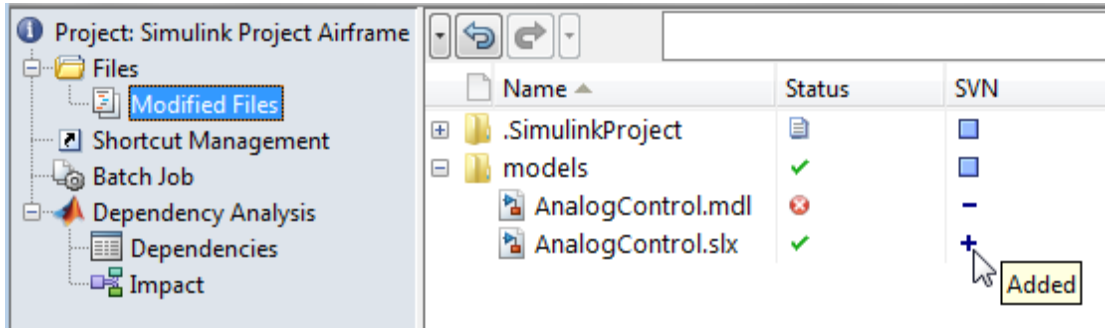 Project: Simulink Project Airframe
Files
Modified Files
Shortcut Management
Batch Job
Dependency Analysis
Dependencies
Impact
Name Status SVN
.SimulinkProject
models
AnalogControl.mdl
AnalogControl.slx
Added